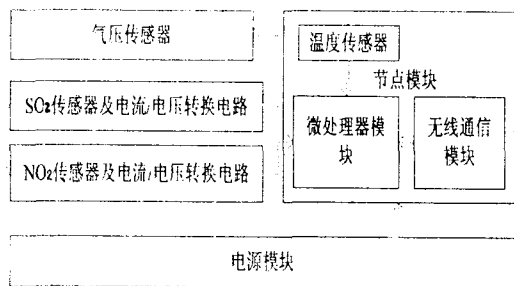 气压传感器
SO₂传感器及电流/电压转换电路
NO₂传感器及电流/电压转换电路
温度传感器
节点模块
微处理器模
块
无线通信
模块
电源模块